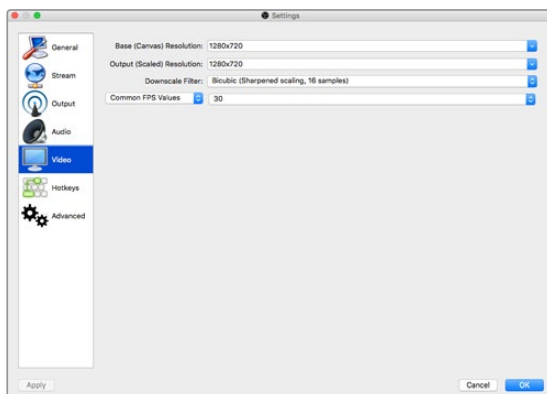 Settings
General
Stream
Output
Audio
Video
Hotkeys
Advanced
Base (Canvas) Resolution: 1280x720
Output (Scaled) Resolution: 1280x720
Downscale Filter: Bicubic (Sharpened scaling, 16 samples)
Common FPS Values 30
Apply Cancel OK